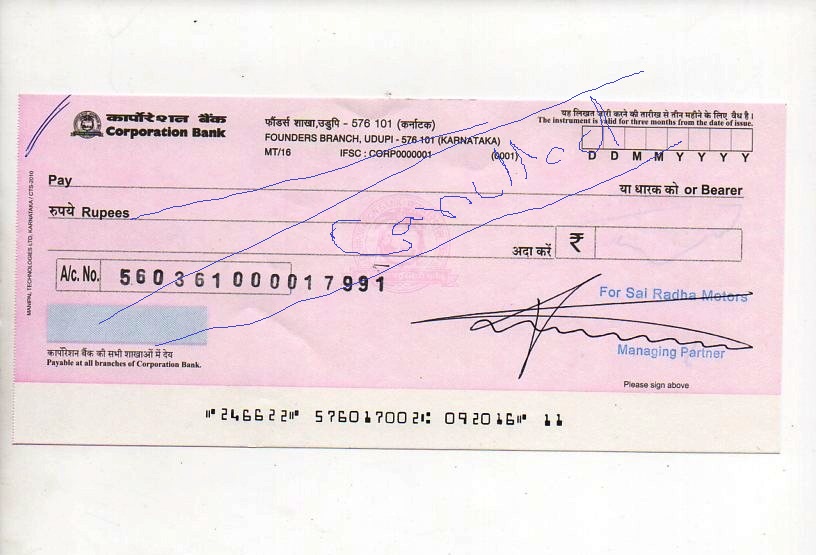 कार्पोरेशन बैंक
Corporation Bank
फौंडर्स शाखा,उडुपि - 576 101 (कर्नाटक)
FOUNDERS BRANCH, UDUPI - 576 101 (KARNATAKA)
MT/16 IFSC : CORP0000001 (0001)
यह लिखत जारी करने की तारीख से तीन महीने के लिए वैध है।
The instrument is valid for three months from the date of issue.
D D M M Y Y Y Y
Pay या धारक को or Bearer
रुपये Rupees
Cancelled
अदा करें ₹
A/c. No. 560361000017991
For Sai Radha Motors
Managing Partner
Please sign above
कार्पोरेशन बैंक की सभी शाखाओं में देय
Payable at all branches of Corporation Bank.
MANIPAL TECHNOLOGIES LTD, KARNATAKA / CTS-2010
⑈246622⑈ 576017002⑆ 092016⑈ 11